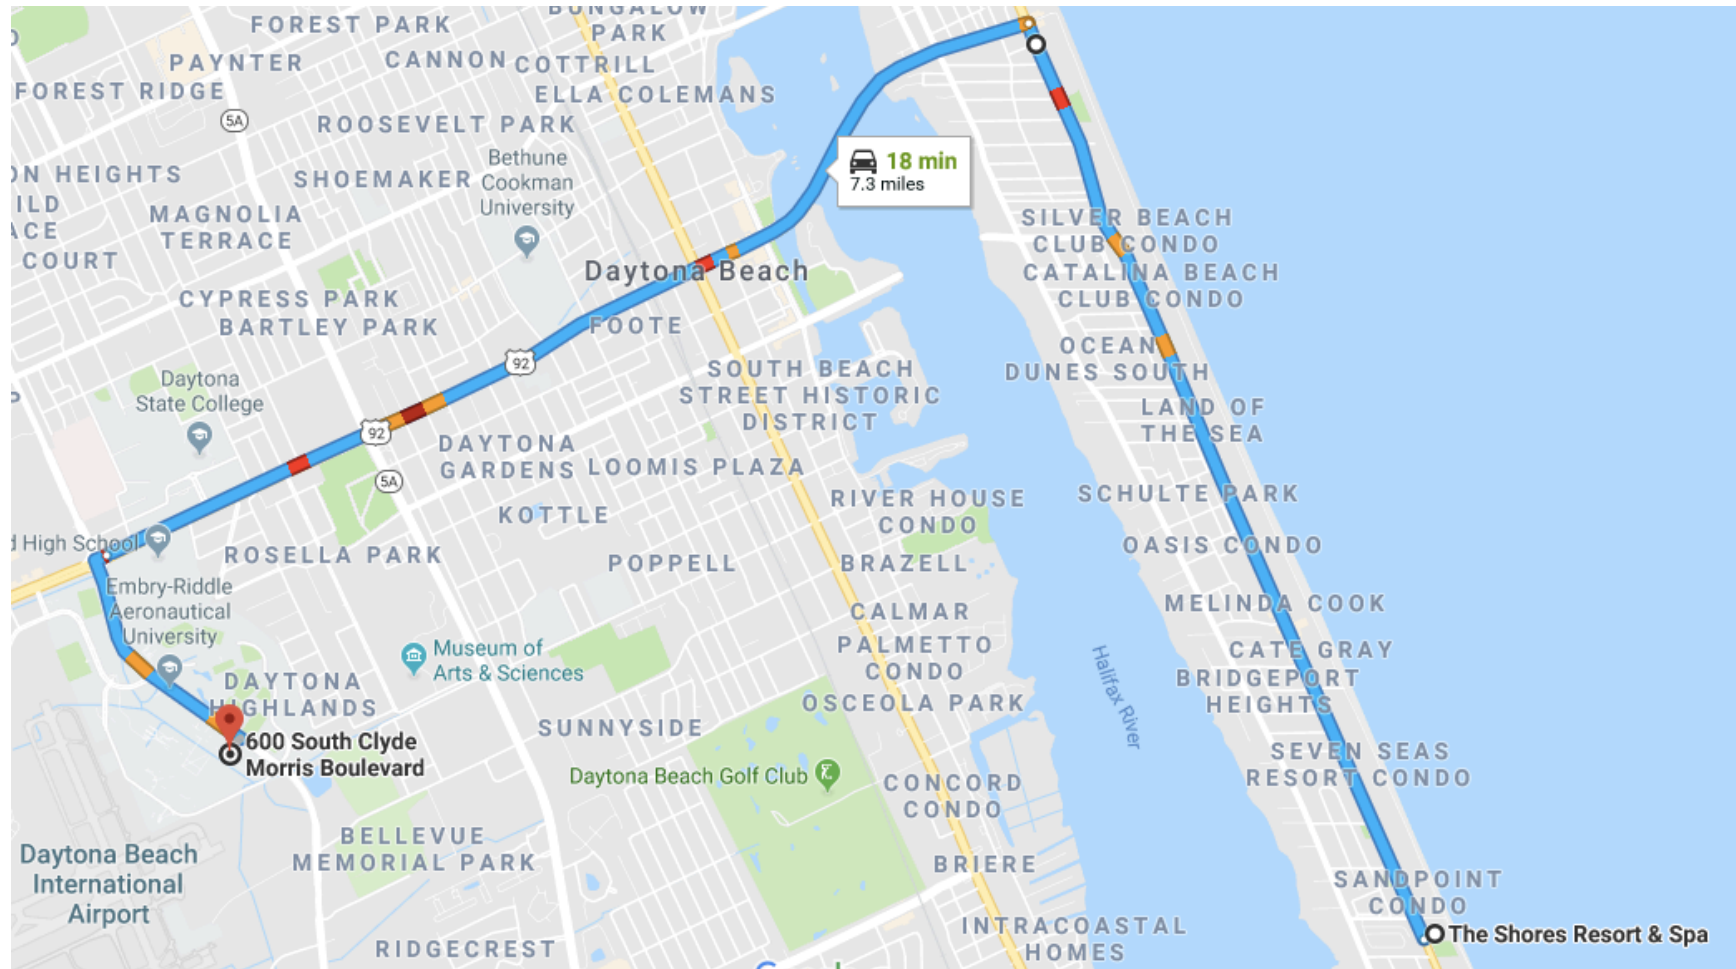 BUNGALOW
PARK
FOREST PARK
PAYNTER
CANNON
COTTRILL
FOREST RIDGE
ELLA COLEMANS
5A
ROOSEVELT PARK
Bethune
Cookman
University
18 min
7.3 miles
ON HEIGHTS
SHOEMAKER
ILD
ACE
COURT
MAGNOLIA
TERRACE
SILVER BEACH
CLUB CONDO
CATALINA BEACH
CLUB CONDO
Daytona Beach
CYPRESS PARK
BARTLEY PARK
FOOTE
OCEAN
DUNES SOUTH
92
SOUTH BEACH
STREET HISTORIC
DISTRICT
Daytona
State College
LAND OF
THE SEA
92
DAYTONA
GARDENS
LOOMIS PLAZA
5A
RIVER HOUSE
CONDO
SCHULTE PARK
KOTTLE
d High School
ROSELLA PARK
POPPELL
BRAZELL
OASIS CONDO
Embry-Riddle
Aeronautical
University
CALMAR
PALMETTO
CONDO
MELINDA COOK
Museum of
Arts & Sciences
CATE GRAY
BRIDGEPORT
HEIGHTS
Halifax River
DAYTONA
HIGHLANDS
OSCEOLA PARK
SUNNYSIDE
600 South Clyde
Morris Boulevard
SEVEN SEAS
RESORT CONDO
Daytona Beach Golf Club
CONCORD
CONDO
BELLEVUE
MEMORIAL PARK
Daytona Beach
International
Airport
BRIERE
SANDPOINT
CONDO
INTRACOASTAL
HOMES
The Shores Resort & Spa
RIDGECREST